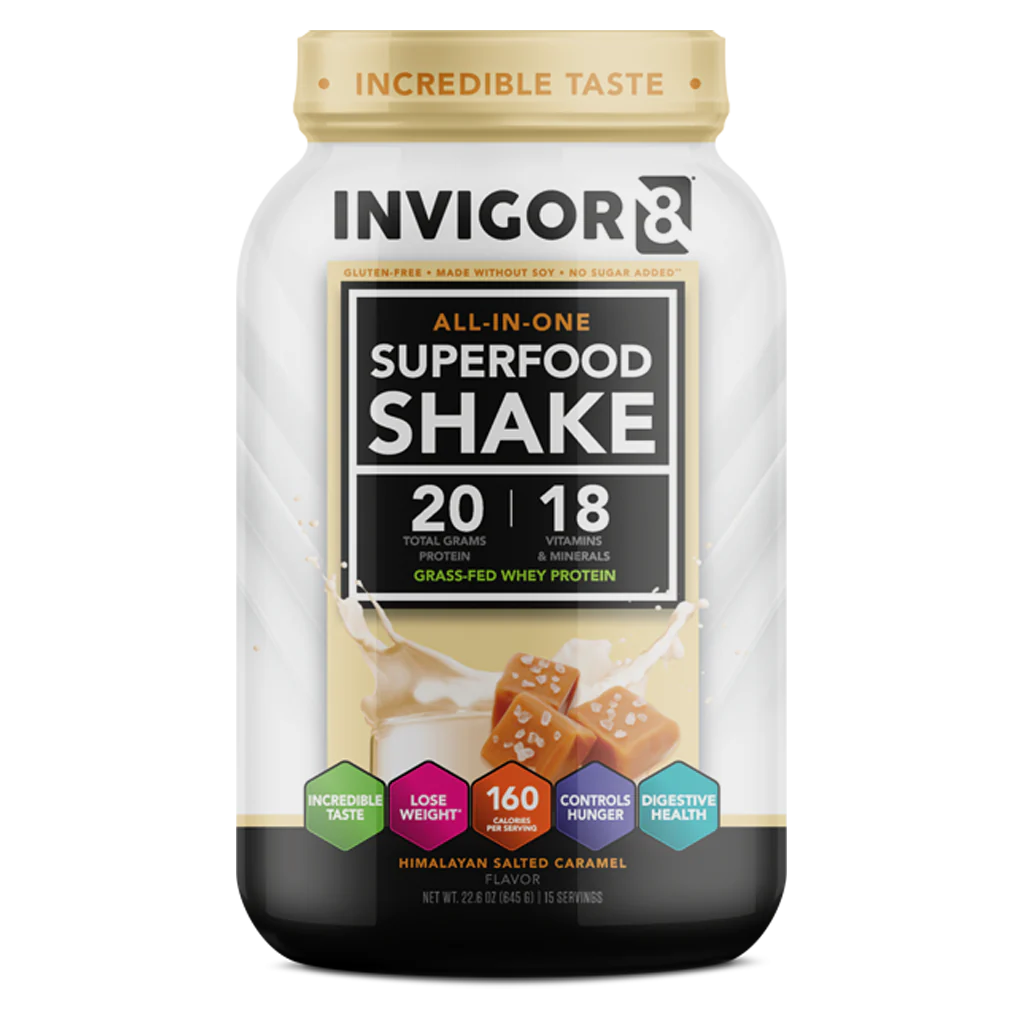 • INCREDIBLE TASTE •
INVIGOR8
GLUTEN-FREE • MADE WITHOUT SOY • NO SUGAR ADDED™
ALL-IN-ONE
SUPERFOOD
SHAKE
20 | 18
TOTAL GRAMS PROTEIN
VITAMINS & MINERALS
GRASS-FED WHEY PROTEIN
INCREDIBLE TASTE
LOSE WEIGHT*
160 CALORIES PER SERVING
CONTROLS HUNGER
DIGESTIVE HEALTH
HIMALAYAN SALTED CARAMEL
FLAVOR
NET WT. 22.6 OZ (645 G) | 15 SERVINGS